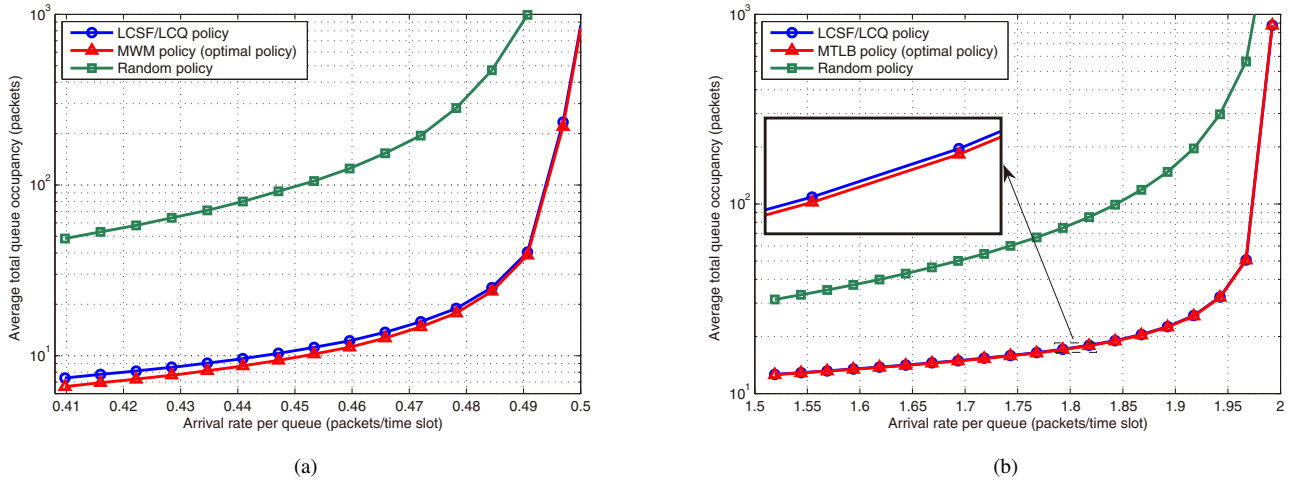 10^3
LCSF/LCQ policy
MWM policy (optimal policy)
Random policy
10^2
10^1
Average total queue occupancy (packets)
0.41 0.42 0.43 0.44 0.45 0.46 0.47 0.48 0.49 0.5
Arrival rate per queue (packets/time slot)
(a)
10^3
LCSF/LCQ policy
MTLB policy (optimal policy)
Random policy
10^2
10^1
Average total queue occupancy (packets)
1.5 1.55 1.6 1.65 1.7 1.75 1.8 1.85 1.9 1.95 2
Arrival rate per queue (packets/time slot)
(b)